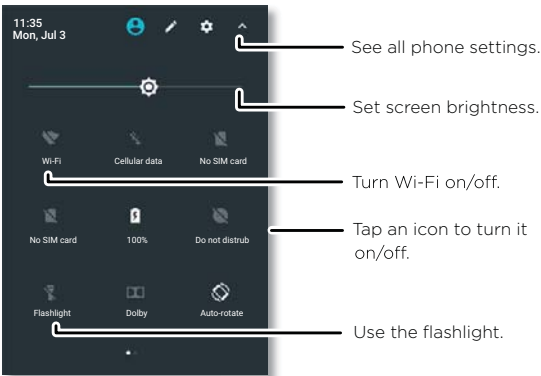 11:35
Mon, Jul 3
See all phone settings.
Set screen brightness.
Wi-Fi
Cellular data
No SIM card
Turn Wi-Fi on/off.
No SIM card
100%
Do not distrub
Tap an icon to turn it
on/off.
Flashlight
Dolby
Auto-rotate
Use the flashlight.